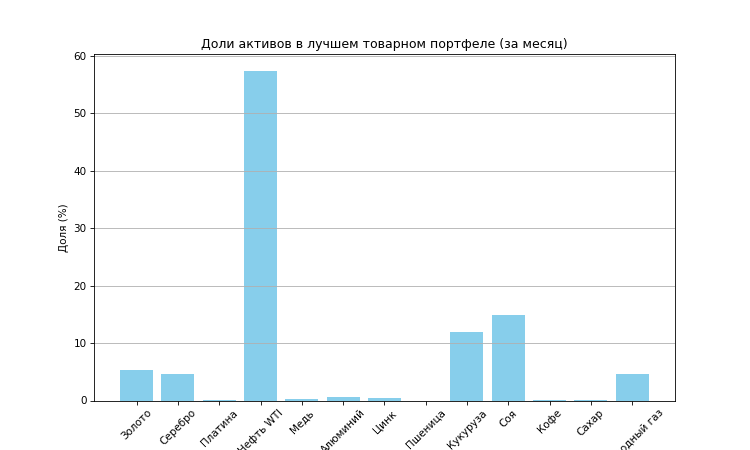 Доли активов в лучшем товарном портфеле (за месяц)
60
50
40
30
20
10
0
Доля (%)
Золото
Серебро
Платина
Нефть WTI
Медь
Алюминий
Цинк
Пшеница
Кукуруза
Соя
Кофе
Сахар
газ